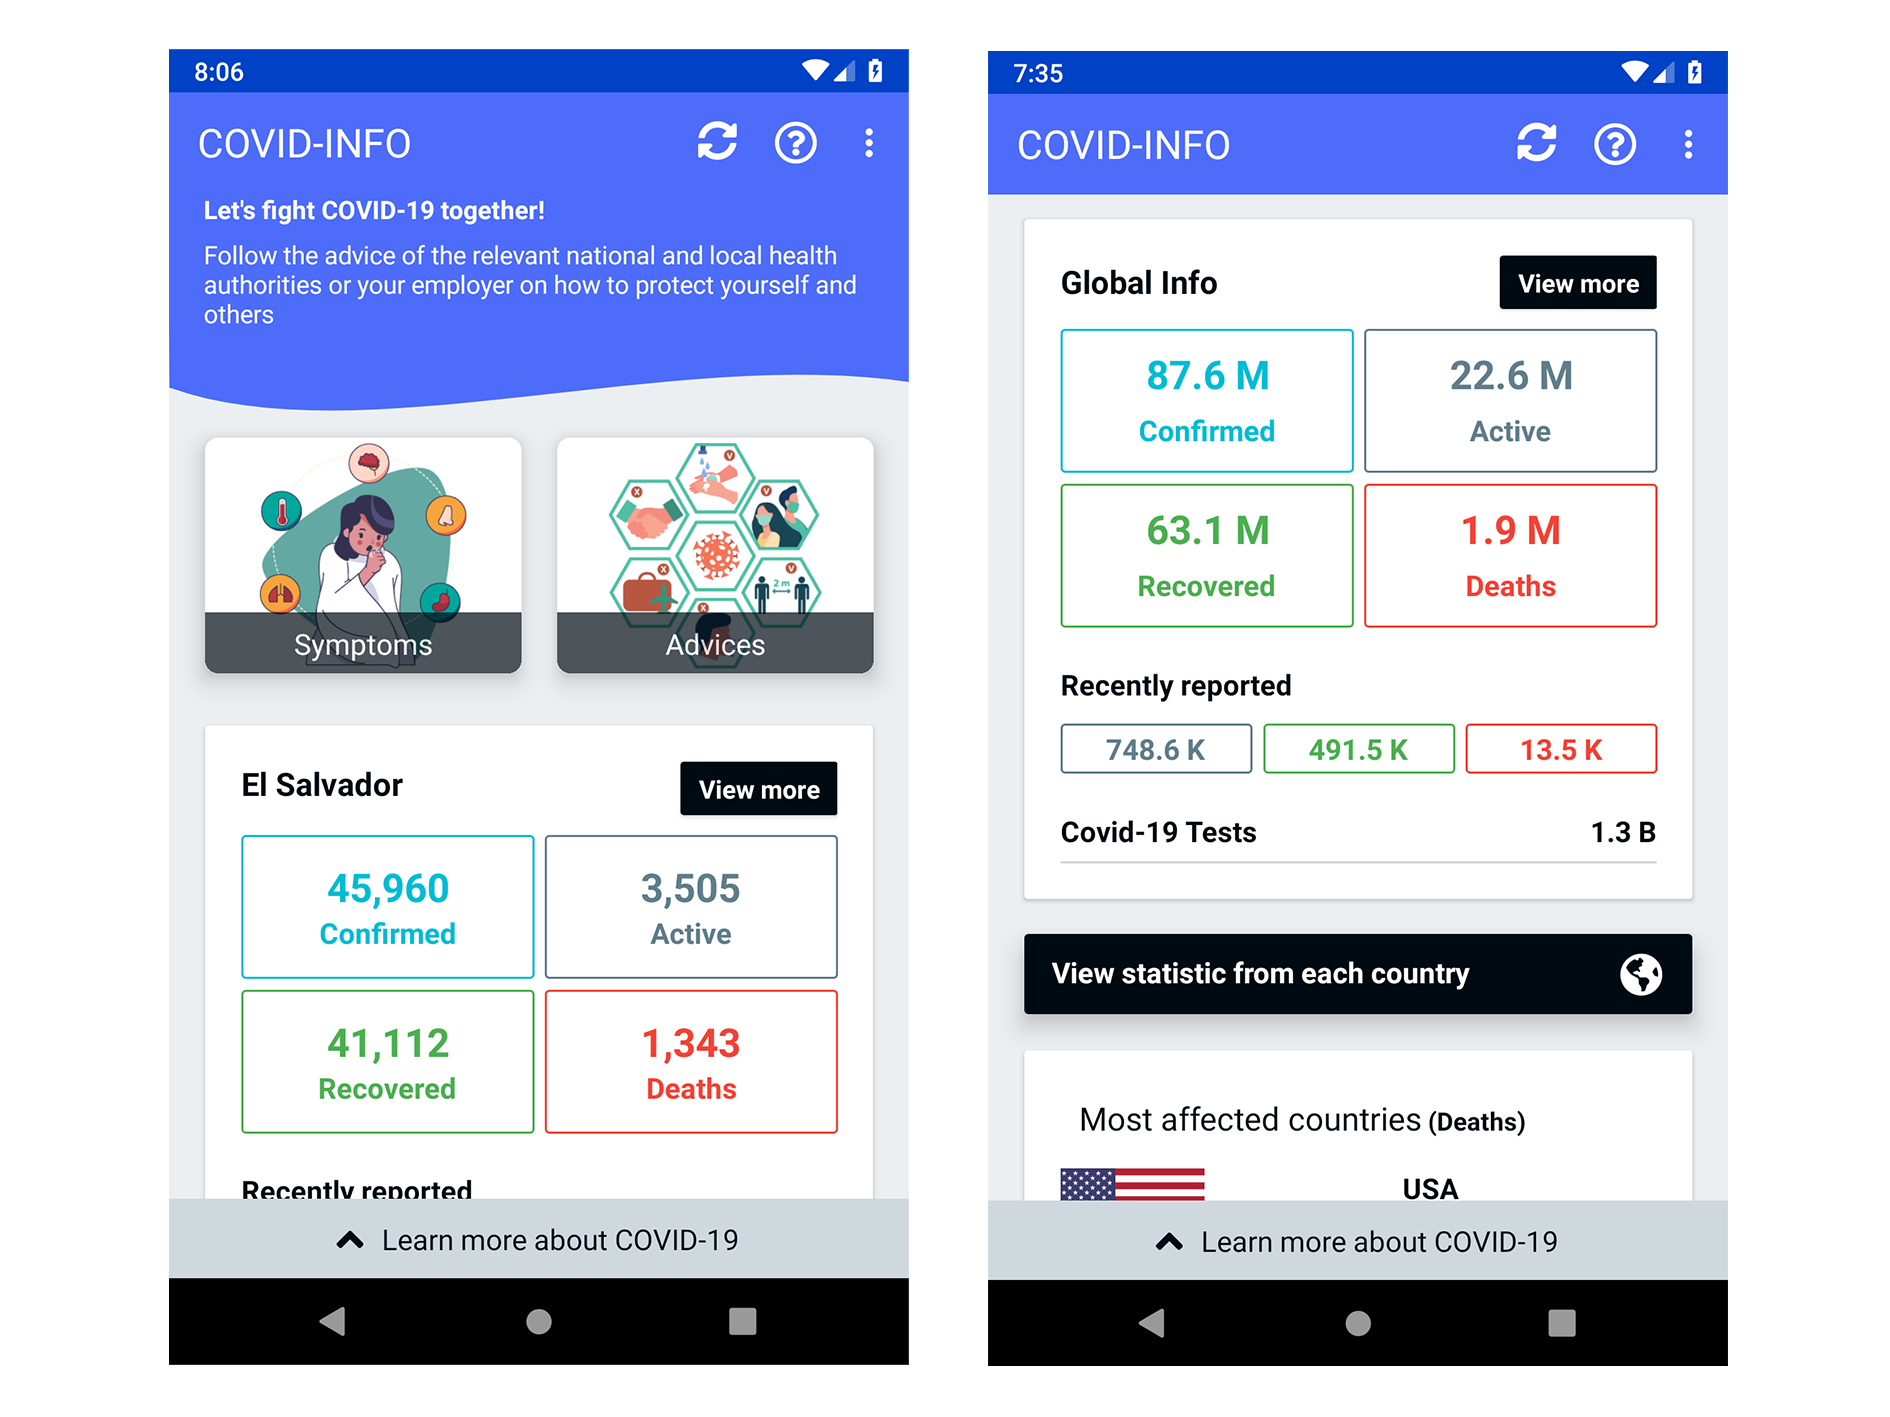 8:06
COVID-INFO
Let's fight COVID-19 together!
Follow the advice of the relevant national and local health
authorities or your employer on how to protect yourself and
others
Symptoms
X
V
V
X
X
V
2 m
Advices
El Salvador
View more
45,960
Confirmed
3,505
Active
41,112
Recovered
1,343
Deaths
Recently reported
Learn more about COVID-19
7:35
COVID-INFO
Global Info
View more
87.6 M
Confirmed
22.6 M
Active
63.1 M
Recovered
1.9 M
Deaths
Recently reported
748.6 K
491.5 K
13.5 K
Covid-19 Tests
1.3 B
View statistic from each country
Most affected countries (Deaths)
USA
Learn more about COVID-19